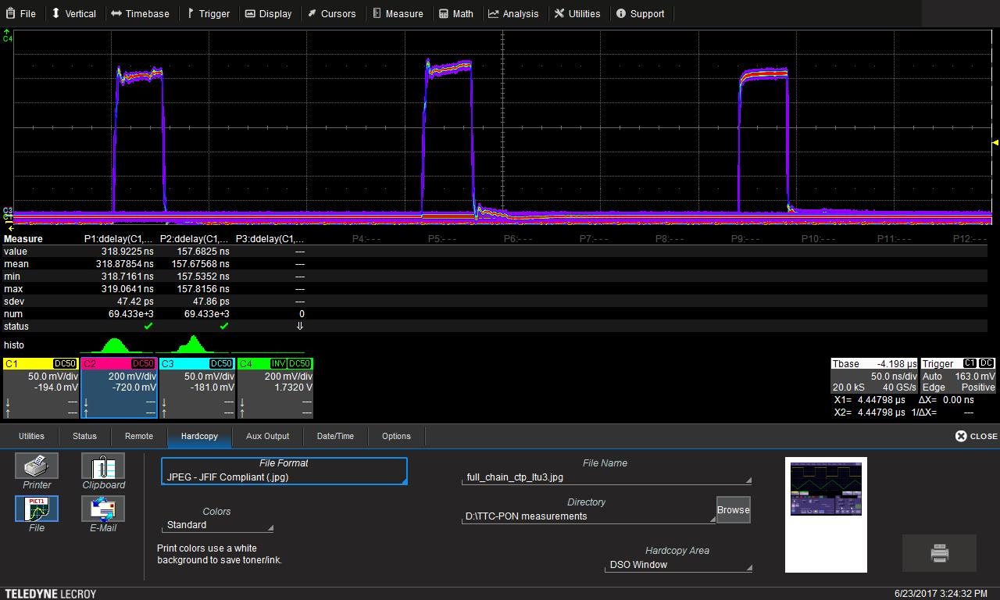 File Vertical Timebase Trigger Display Cursors Measure Math Analysis Utilities Support
C4
C3
Measure P1:ddelay(C1,... P2:ddelay(C1,... P3:ddelay(C1,... P4:--- P5:--- P6:--- P7:--- P8:--- P9:--- P10:--- P11:--- P12:---
value 318.9225 ns 157.6825 ns ---
mean 318.87854 ns 157.67568 ns ---
min 318.7161 ns 157.5352 ns ---
max 319.0641 ns 157.8156 ns ---
sdev 47.42 ps 47.86 ps ---
num 69.433e+3 69.433e+3 0
status
histo
C1 DC50 C2 DC50 C3 DC50 C4 INV DC50 Tbase -4.198 µs Trigger C1 DC
50.0 mV/div 200 mV/div 50.0 mV/div 200 mV/div 50.0 ns/div Auto 163.0 mV
-194.0 mV -720.0 mV -181.0 mV 1.7320 V 20.0 kS 40 GS/s Edge Positive
--- --- --- --- X1= 4.44798 µs ΔX= 0.00 ns
--- --- --- --- X2= 4.44798 µs 1/ΔX= ---
Utilities Status Remote Hardcopy Aux Output Date/Time Options CLOSE
File Format File Name
JPEG - JFIF Compliant (.jpg) full_chain_ctp_ltu3.jpg
Printer Clipboard
PICT1
Colors Directory
Standard D:\TTC-PON measurements Browse
File E-Mail
Print colors use a white
background to save toner/ink.
Hardcopy Area
DSO Window
TELEDYNE LECROY 6/23/2017 3:24:32 PM